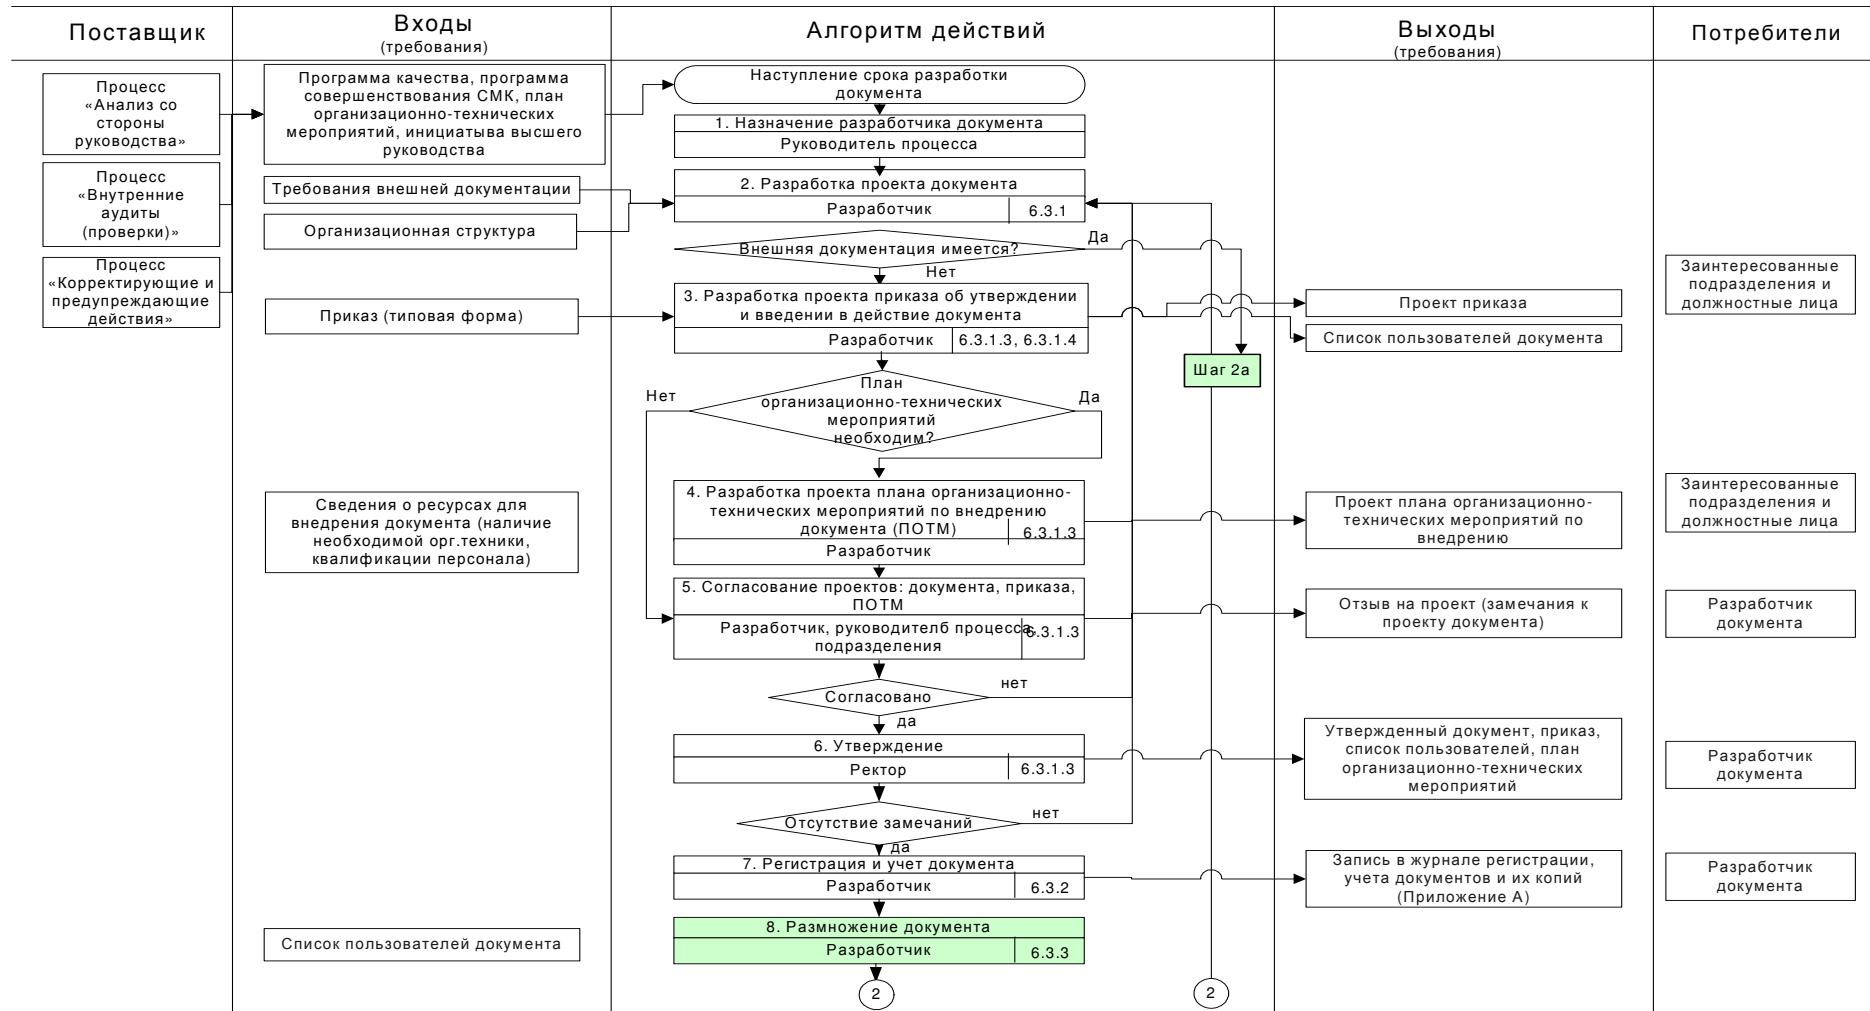 Поставщик
Входы
(требования)
Алгоритм действий
Выходы
(требования)
Потребители
Процесс
«Анализ со
стороны
руководства»
Процесс
«Внутренние
аудиты
(проверки)»
Процесс
«Корректирующие и
предупреждающие
действия»
Программа качества, программа
совершенствования СМК, план
организационно-технических
мероприятий, инициатыва высшего
руководства
Требования внешней документации
Организационная структура
Приказ (типовая форма)
Сведения о ресурсах для
внедрения документа (наличие
необходимой орг.техники,
квалификации персонала)
Список пользователей документа
Наступление срока разработки
документа
1. Назначение разработчика документа
Руководитель процесса
2. Разработка проекта документа
Разработчик
6.3.1
Внешняя документация имеется?
Да
Нет
3. Разработка проекта приказа об утверждении
и введении в действие документа
Разработчик
6.3.1.3, 6.3.1.4
Шаг 2а
План
организационно-технических
мероприятий
необходим?
Нет
Да
4. Разработка проекта плана организационно-
технических мероприятий по внедрению
документа (ПОТМ)
6.3.1.3
Разработчик
5. Согласование проектов: документа, приказа,
ПОТМ
Разработчик, руководителб процесса,
подразделения
6.3.1.3
Согласовано
нет
да
6. Утверждение
Ректор
6.3.1.3
Отсутствие замечаний
нет
да
7. Регистрация и учет документа
Разработчик
6.3.2
8. Размножение документа
Разработчик
6.3.3
2
2
Проект приказа
Список пользователей документа
Проект плана организационно-
технических мероприятий по
внедрению
Отзыв на проект (замечания к
проекту документа)
Утвержденный документ, приказ,
список пользователей, план
организационно-технических
мероприятий
Запись в журнале регистрации,
учета документов и их копий
(Приложение А)
Заинтересованные
подразделения и
должностные лица
Заинтересованные
подразделения и
должностные лица
Разработчик
документа
Разработчик
документа
Разработчик
документа